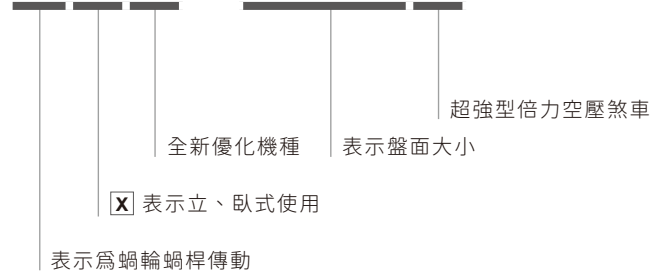 超強型倍力空壓煞車
全新優化機種 表示盤面大小
X 表示立、臥式使用
表示爲蝸輪蝸桿傳動